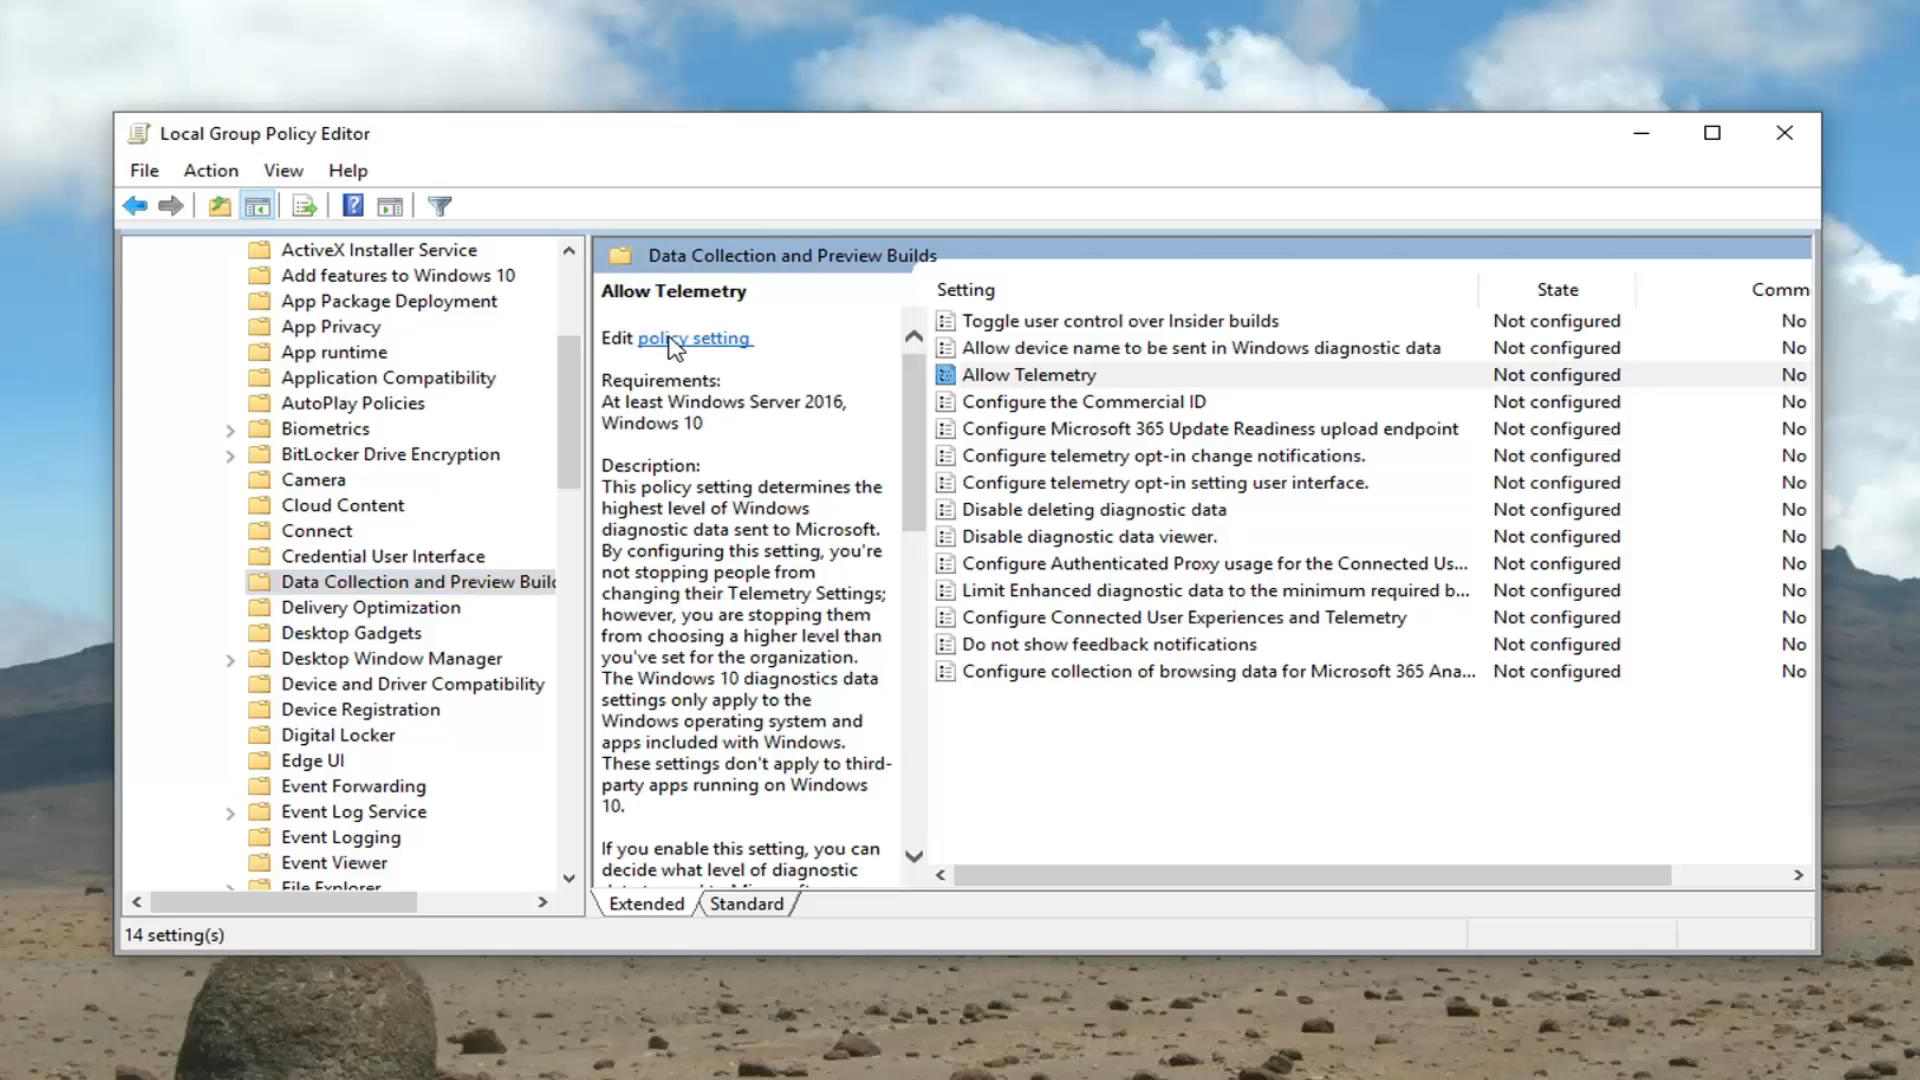 Local Group Policy Editor
File Action View Help
ActiveX Installer Service
Add features to Windows 10
App Package Deployment
App Privacy
App runtime
Application Compatibility
AutoPlay Policies
Biometrics
BitLocker Drive Encryption
Camera
Cloud Content
Connect
Credential User Interface
Data Collection and Preview Build
Delivery Optimization
Desktop Gadgets
Desktop Window Manager
Device and Driver Compatibility
Device Registration
Digital Locker
Edge UI
Event Forwarding
Event Log Service
Event Logging
Event Viewer
File Explorer
Data Collection and Preview Builds
Allow Telemetry
Edit policy setting
Requirements:
At least Windows Server 2016,
Windows 10
Description:
This policy setting determines the
highest level of Windows
diagnostic data sent to Microsoft.
By configuring this setting, you're
not stopping people from
changing their Telemetry Settings;
however, you are stopping them
from choosing a higher level than
you've set for the organization.
The Windows 10 diagnostics data
settings only apply to the
Windows operating system and
apps included with Windows.
These settings don't apply to third-
party apps running on Windows
10.
If you enable this setting, you can
decide what level of diagnostic
Setting State Comm
Toggle user control over Insider builds Not configured No
Allow device name to be sent in Windows diagnostic data Not configured No
Allow Telemetry Not configured No
Configure the Commercial ID Not configured No
Configure Microsoft 365 Update Readiness upload endpoint Not configured No
Configure telemetry opt-in change notifications. Not configured No
Configure telemetry opt-in setting user interface. Not configured No
Disable deleting diagnostic data Not configured No
Disable diagnostic data viewer. Not configured No
Configure Authenticated Proxy usage for the Connected Us... Not configured No
Limit Enhanced diagnostic data to the minimum required b... Not configured No
Configure Connected User Experiences and Telemetry Not configured No
Do not show feedback notifications Not configured No
Configure collection of browsing data for Microsoft 365 Ana... Not configured No
Extended Standard
14 setting(s)